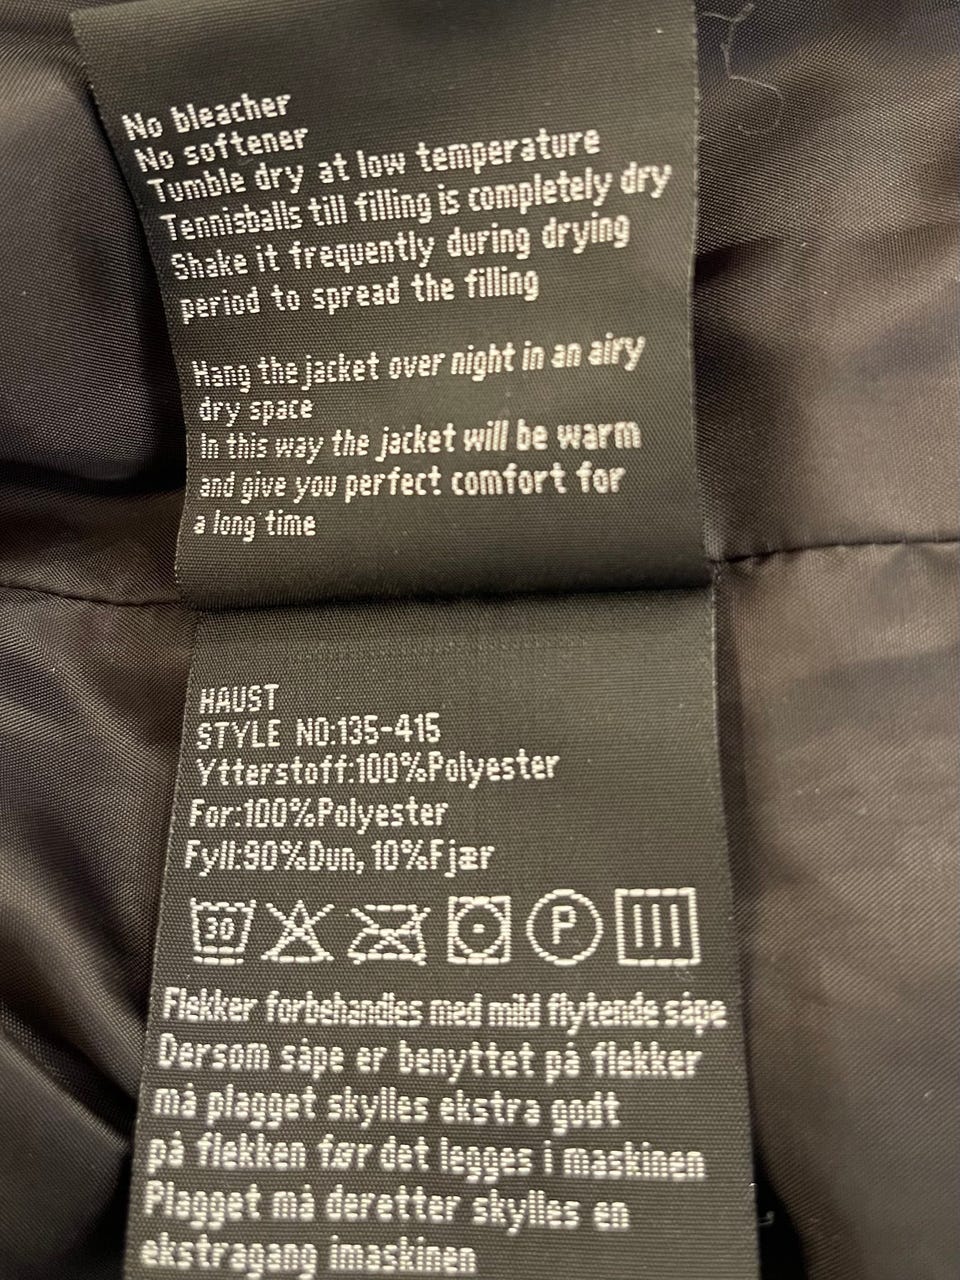 No bleacher
No softener
Tumble dry at low temperature
Tennisballs till filling is completely dry
Shake it frequently during drying
period to spread the filling
Hang the jacket over night in an airy
dry space
In this way the jacket will be warm
and give you perfect comfort for
a long time
HAUST
STYLE NO:135-415
Ytterstoff:100%Polyester
For:100%Polyester
Fyll:90%Dun, 10%Fjær
30 P
Flekker forbehandles med mild flytende såpe
Dersom såpe er benyttet på flekker
må plagget skylles ekstra godt
på flekken før det legges i maskinen
Plagget må deretter skylles en
ekstragang imaskinen